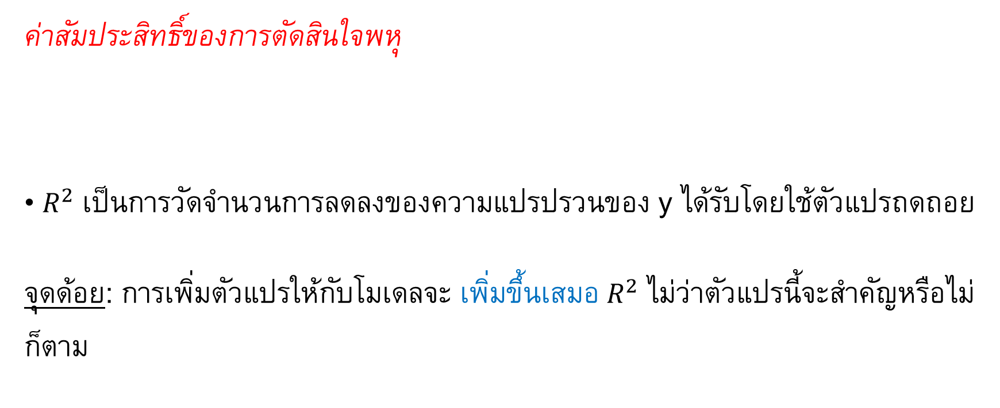 ค่าสัมประสิทธิ์ของการตัดสินใจพหุ
• R² เป็นการวัดจำนวนการลดลงของความแปรปรวนของ y ได้รับโดยใช้ตัวแปรถดถอย
จุดด้อย: การเพิ่มตัวแปรให้กับโมเดลจะ เพิ่มขึ้นเสมอ R² ไม่ว่าตัวแปรนี้จะสำคัญหรือไม่
ก็ตาม